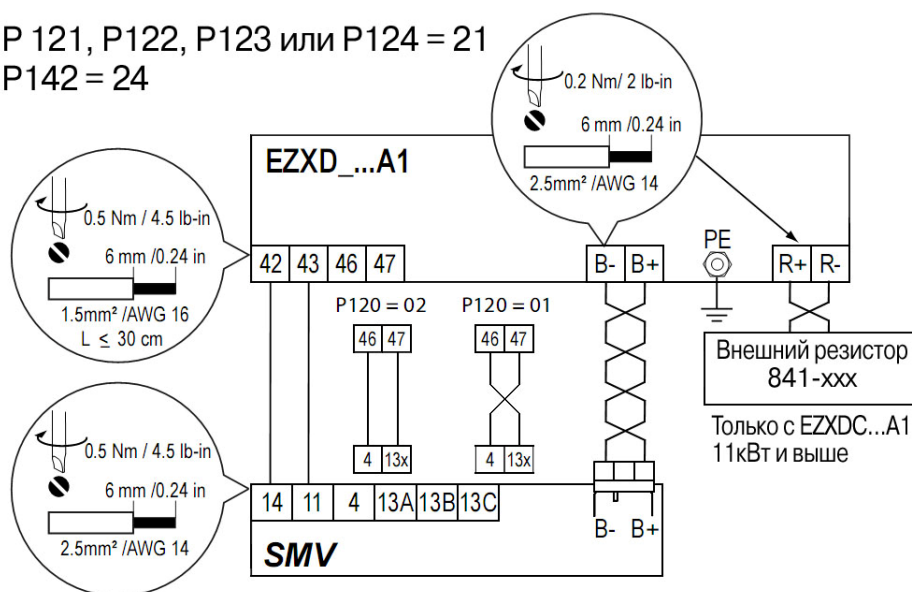 P 121, P122, P123 или P124 = 21
P142 = 24
0.2 Nm/ 2 lb-in
6 mm /0.24 in
2.5mm² /AWG 14
EZXD_...A1
0.5 Nm / 4.5 lb-in
6 mm /0.24 in
1.5mm² /AWG 16
L ≤ 30 cm
42 43 46 47
B- B+
PE
R+ R-
P120 = 02
P120 = 01
46 47
46 47
4 13x
4 13x
Внешний резистор
841-xxx
Только с EZXDC...A1
11кВт и выше
0.5 Nm / 4.5 lb-in
6 mm /0.24 in
2.5mm² /AWG 14
14 11 4 13A 13B 13C
B- B+
SMV